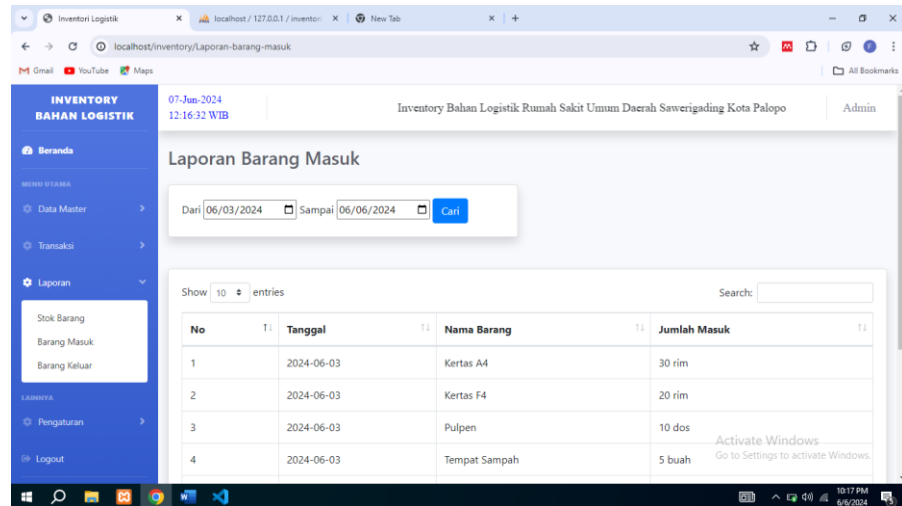 Inventori Logistik
localhost / 127.0.0.1 / inventori
New Tab
localhost/inventory/Laporan-barang-masuk
Gmail YouTube Maps All Bookmarks
INVENTORY
BAHAN LOGISTIK
07-Jun-2024
12:16:32 WIB
Inventory Bahan Logistik Rumah Sakit Umum Daerah Sawerigading Kota Palopo
Admin
Beranda
MENU UTAMA
Data Master
Transaksi
Laporan
Stok Barang
Barang Masuk
Barang Keluar
LAINNYA
Pengaturan
Logout
Laporan Barang Masuk
Dari 06/03/2024 Sampai 06/06/2024 Cari
Show 10 entries Search:
No Tanggal Nama Barang Jumlah Masuk
1 2024-06-03 Kertas A4 30 rim
2 2024-06-03 Kertas F4 20 rim
3 2024-06-03 Pulpen 10 dos
4 2024-06-03 Tempat Sampah 5 buah
Activate Windows
Go to Settings to activate Windows.
10:17 PM
6/6/2024